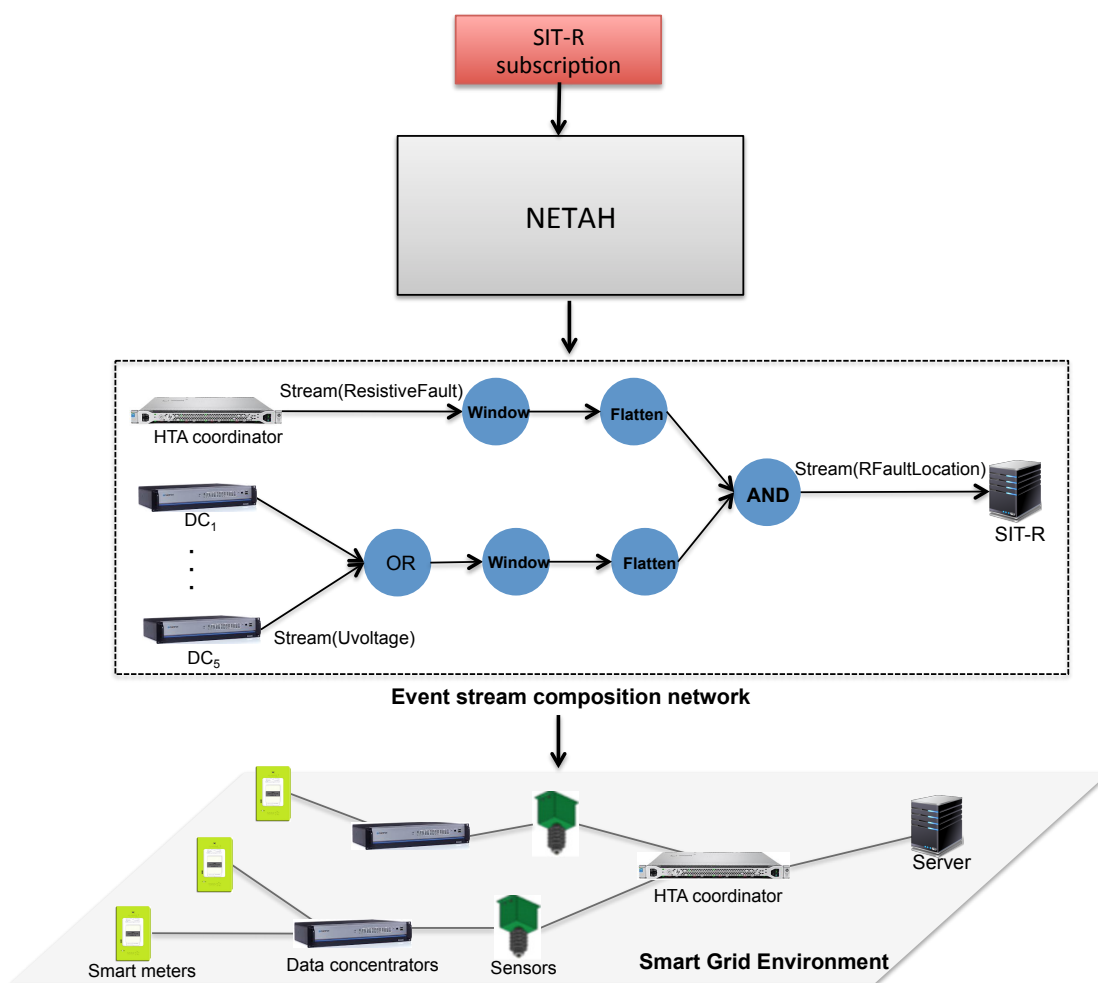 SIT-R
subscription
NETAH
Stream(ResistiveFault)
Window
Flatten
HTA coordinator
AND
Stream(RFaultLocation)
SIT-R
DC1
.
.
.
OR
Window
Flatten
DC5
Stream(Uvoltage)
Event stream composition network
Server
HTA coordinator
Smart meters
Data concentrators
Sensors
Smart Grid Environment